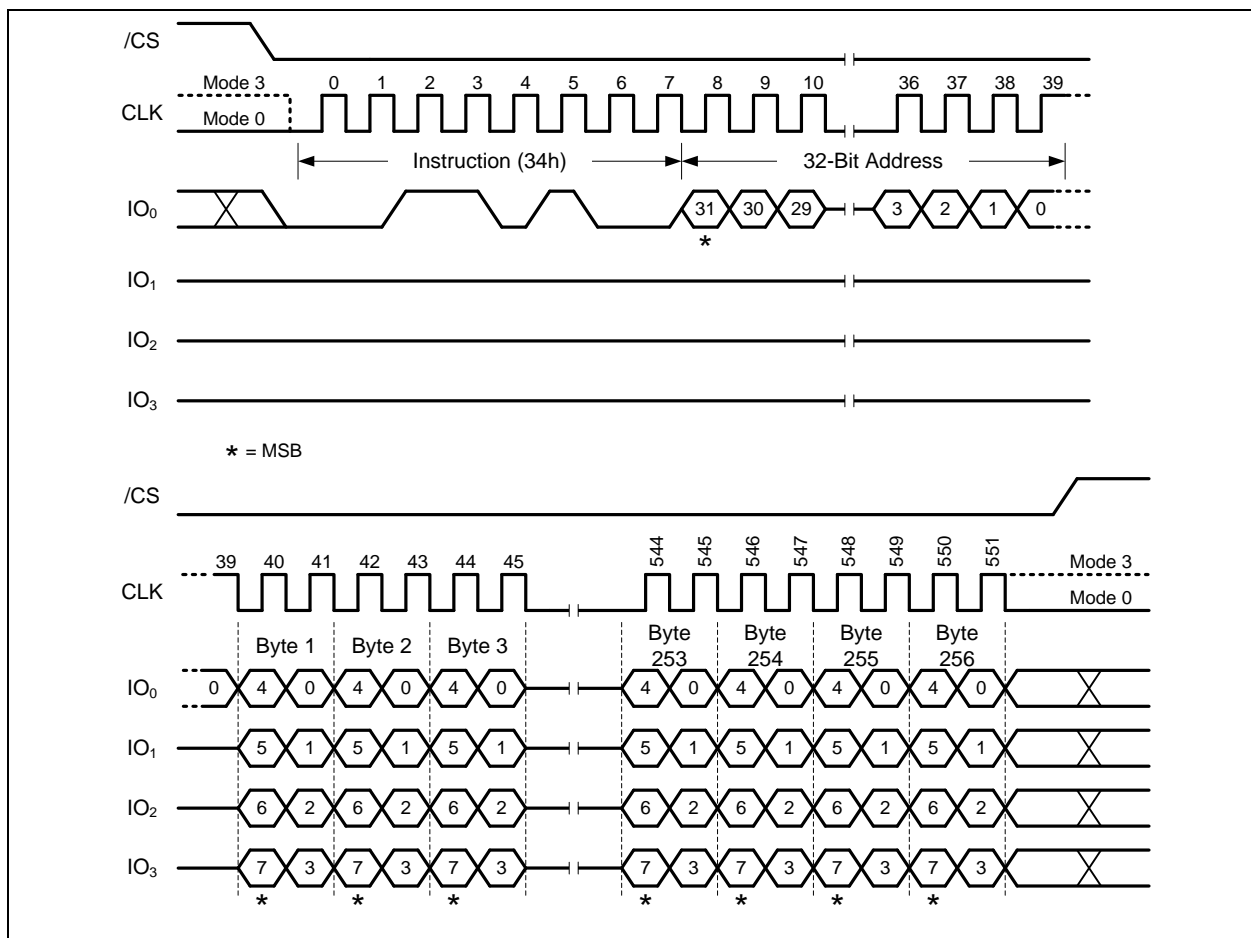 /CS
Mode 3 0 1 2 3 4 5 6 7 8 9 10 36 37 38 39
CLK
Mode 0
Instruction (34h) 32-Bit Address
IO₀ 31 30 29 3 2 1 0
*
IO₁
IO₂
IO₃
* = MSB
/CS
39 40 41 42 43 44 45 544 545 546 547 548 549 550 551 Mode 3
CLK
Mode 0
Byte 1 Byte 2 Byte 3 Byte 253 Byte 254 Byte 255 Byte 256
IO₀ 0 4 0 4 0 4 0 4 0 4 0 4 0 4 0
IO₁ 5 1 5 1 5 1 5 1 5 1 5 1 5 1
IO₂ 6 2 6 2 6 2 6 2 6 2 6 2 6 2
IO₃ 7 3 7 3 7 3 7 3 7 3 7 3 7 3
* * * * * * *